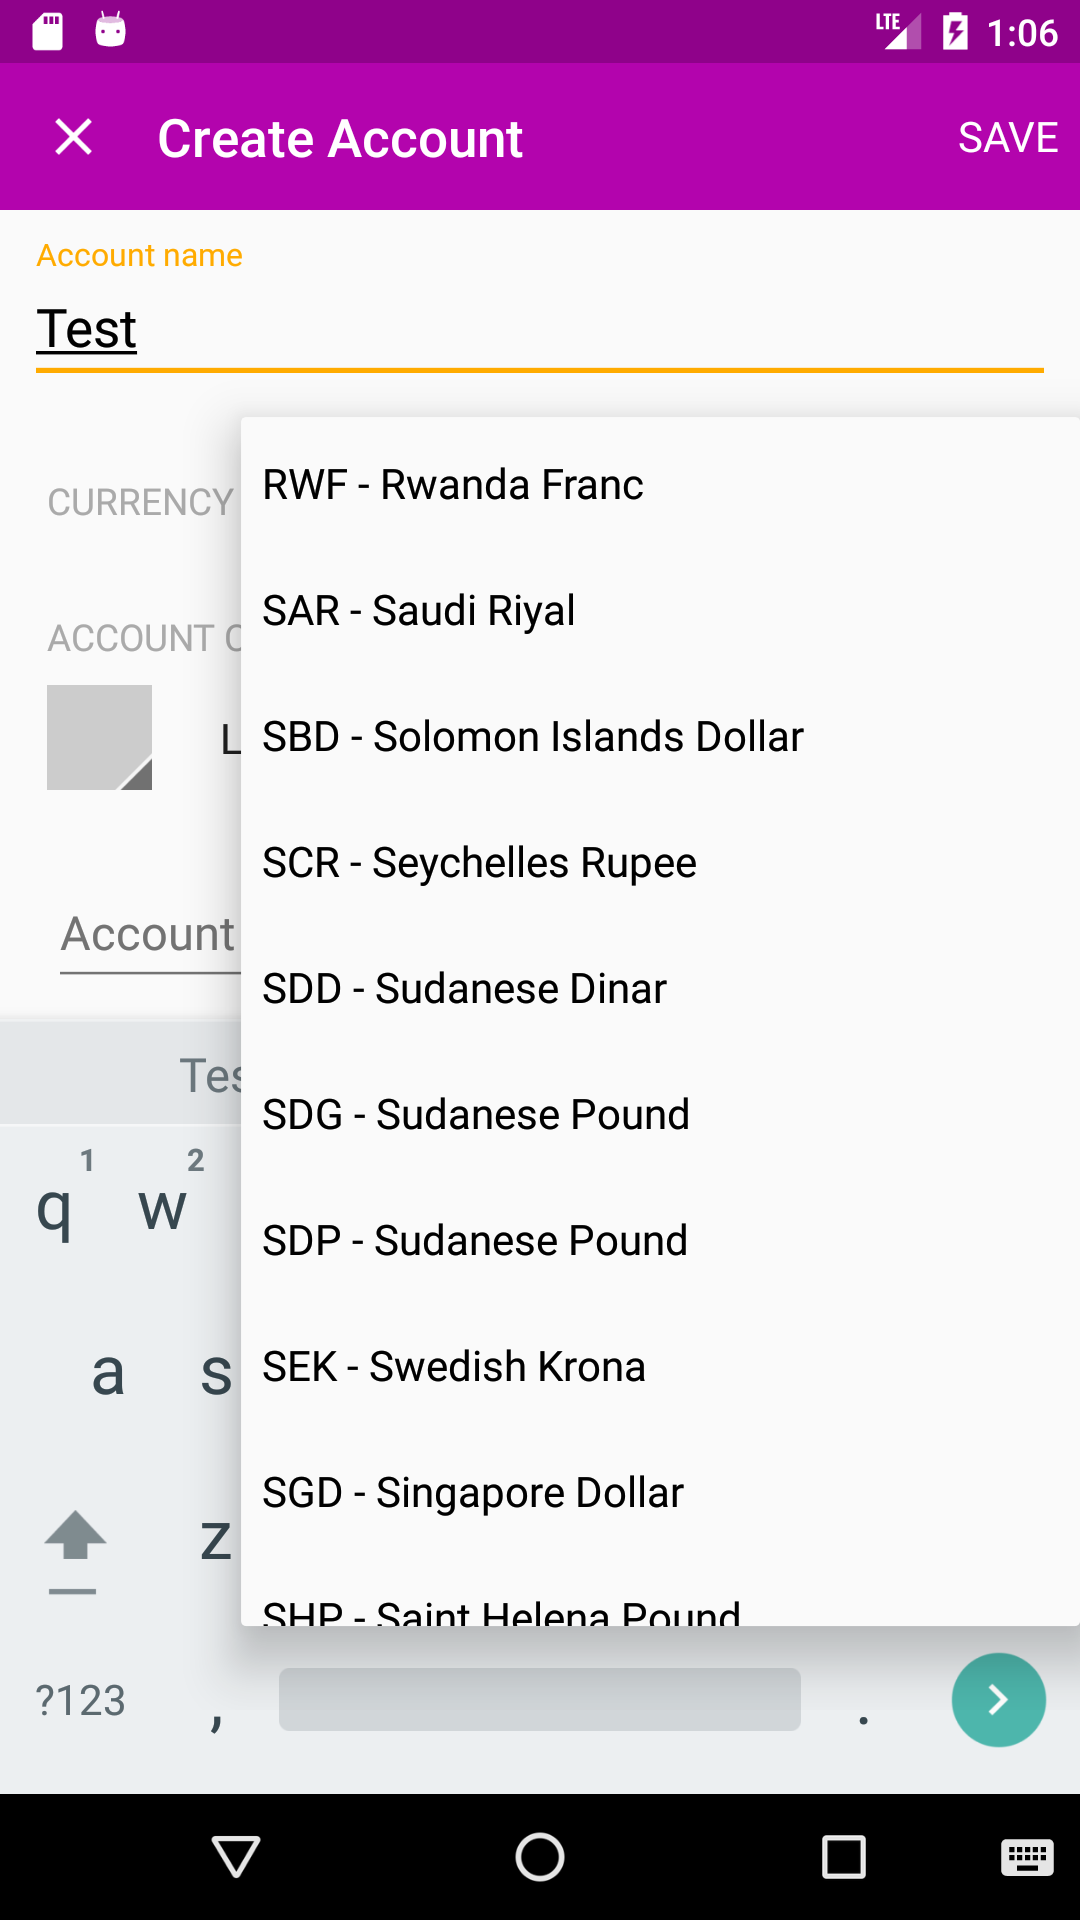 LTE 1:06
Create Account SAVE
Account name
Test
CURRENCY
RWF - Rwanda Franc
SAR - Saudi Riyal
ACCOUNT
L
SBD - Solomon Islands Dollar
SCR - Seychelles Rupee
Account
SDD - Sudanese Dinar
Tes
SDG - Sudanese Pound
1 2
q w
SDP - Sudanese Pound
a s
SEK - Swedish Krona
SGD - Singapore Dollar
z
SHP - Saint Helena Pound
?123 , .